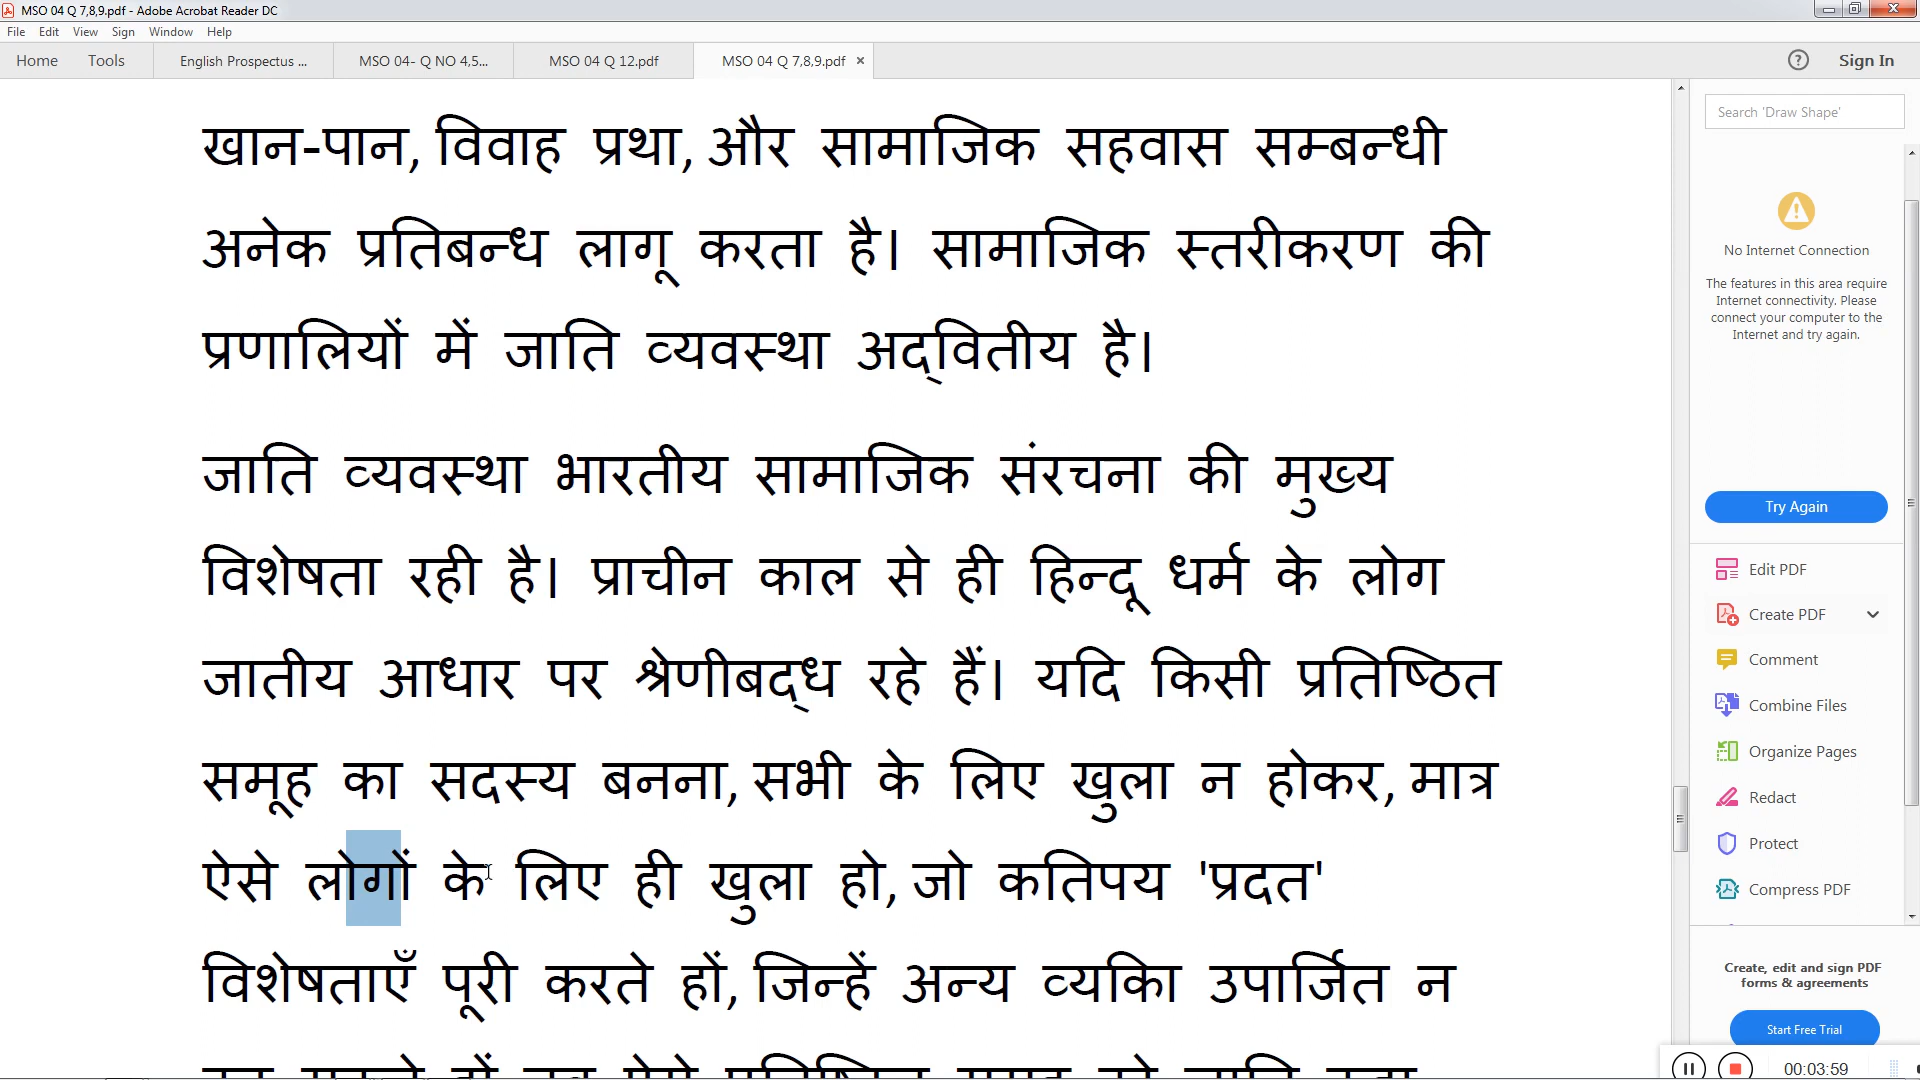 MSO 04 Q 7,8,9.pdf - Adobe Acrobat Reader DC
File Edit View Sign Window Help
Home Tools English Prospectus ... MSO 04- Q NO 4,5... MSO 04 Q 12.pdf MSO 04 Q 7,8,9.pdf × ? Sign In
खान-पान, विवाह प्रथा, और सामाजिक सहवास सम्बन्धी
अनेक प्रतिबन्ध लागू करता है। सामाजिक स्तरीकरण की
प्रणालियों में जाति व्यवस्था अद्वितीय है।
जाति व्यवस्था भारतीय सामाजिक संरचना की मुख्य
विशेषता रही है। प्राचीन काल से ही हिन्दू धर्म के लोग
जातीय आधार पर श्रेणीबद्ध रहे हैं। यदि किसी प्रतिष्ठित
समूह का सदस्य बनना, सभी के लिए खुला न होकर, मात्र
ऐसे लोगों के लिए ही खुला हो, जो कतिपय 'प्रदत'
विशेषताएँ पूरी करते हों, जिन्हें अन्य व्यकिा उपार्जित न
Search 'Draw Shape'
No Internet Connection
The features in this area require
Internet connectivity. Please
connect your computer to the
Internet and try again.
Try Again
Edit PDF
Create PDF
Comment
Combine Files
Organize Pages
Redact
Protect
Compress PDF
Create, edit and sign PDF
forms & agreements
Start Free Trial
00:03:59